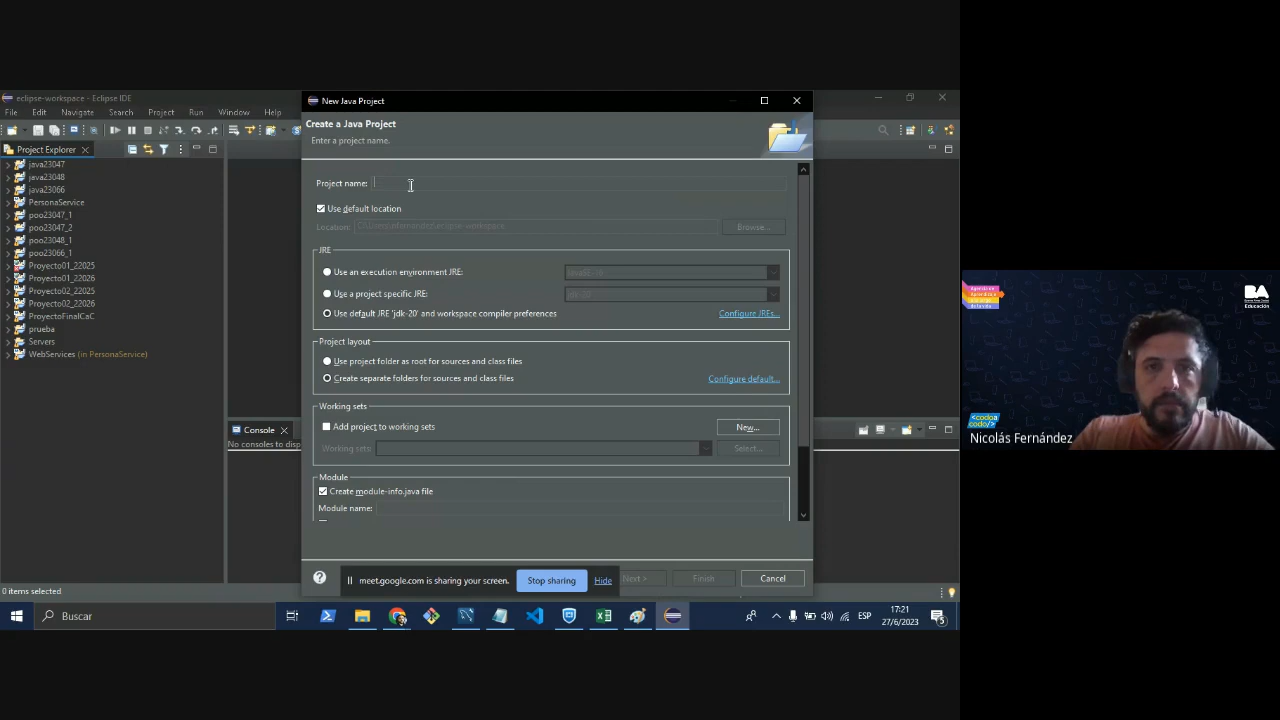 eclipse-workspace - Eclipse IDE
File Edit Navigate Search Project Run Window Help
Project Explorer
java23047
java23048
java23066
PersonaService
poo23047_1
poo23047_2
poo23048_1
poo23066_1
Proyecto01_22025
Proyecto01_22026
Proyecto02_22025
Proyecto02_22026
ProyectoFinalCaC
prueba
Servers
WebServices (in PersonaService)
0 items selected
New Java Project
Create a Java Project
Enter a project name.
Project name:
Use default location
Location:
Browse...
JRE
Use an execution environment JRE:
Use a project specific JRE:
jdk-20
Use default JRE 'jdk-20' and workspace compiler preferences
Configure JREs...
Project layout
Use project folder as root for sources and class files
Create separate folders for sources and class files
Configure default...
Working sets
Add project to working sets
New...
Working sets:
Select...
Module
Create module-info.java file
Module name:
Next >
Finish
Cancel
Console
No consoles to disp
meet.google.com is sharing your screen.
Stop sharing
Hide
Buscar
ESP
17:21
27/6/2023
5
BA
Educación
<codo a
codo/>
Nicolás Fernández